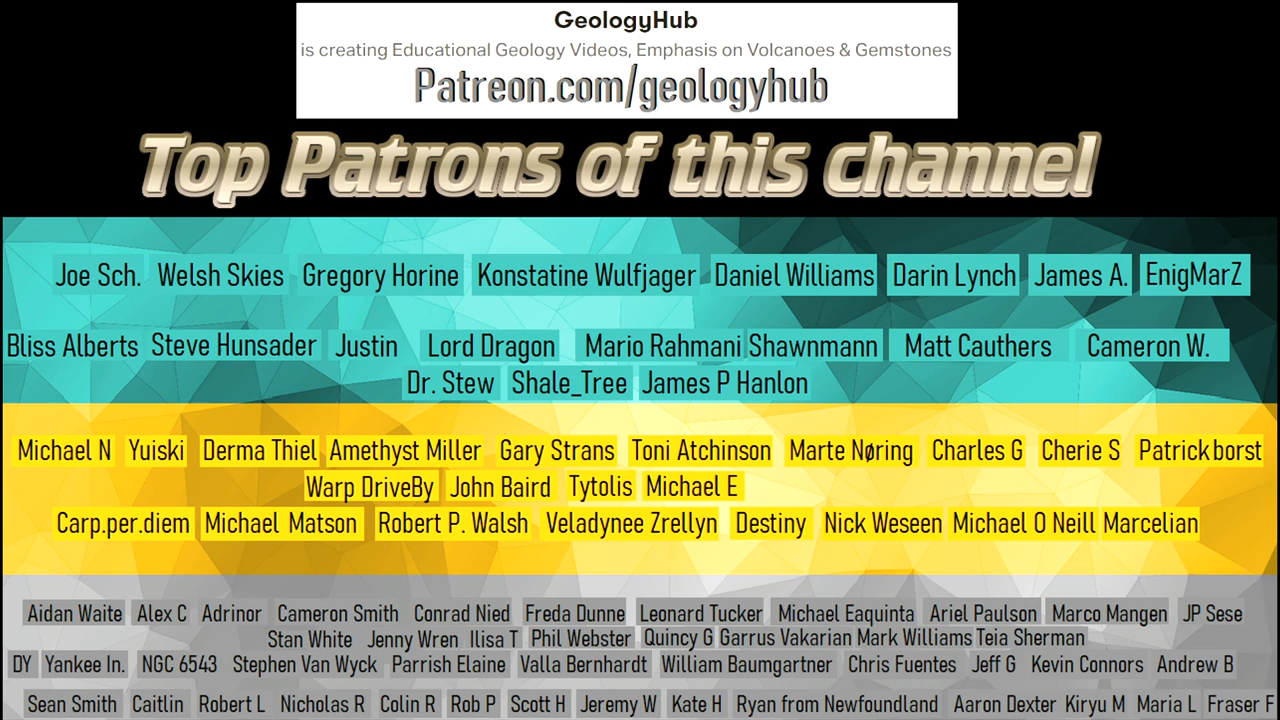 GeologyHub
is creating Educational Geology Videos, Emphasis on Volcanoes & Gemstones
Patreon.com/geologyhub
Top Patrons of this channel
Joe Sch. Welsh Skies Gregory Horine Konstatine Wulfjager Daniel Williams Darin Lynch James A. EnigMarZ
Bliss Alberts Steve Hunsader Justin Lord Dragon Mario Rahmani Shawnmann Matt Cauthers Cameron W.
Dr. Stew Shale_Tree James P Hanlon
Michael N Yuiski Derma Thiel Amethyst Miller Gary Strans Toni Atchinson Marte Nøring Charles G Cherie S Patrick borst
Warp DriveBy John Baird Tytolis Michael E
Carp.per.diem Michael Matson Robert P. Walsh Veladynee Zrellyn Destiny Nick Weseen Michael O Neill Marcelian
Aidan Waite Alex C Adrinor Cameron Smith Conrad Nied Freda Dunne Leonard Tucker Michael Eaquinta Ariel Paulson Marco Mangen JP Sese
Stan White Jenny Wren Ilisa T Phil Webster Quincy G Garrus Vakarian Mark Williams Teia Sherman
DY Yankee In. NGC 6543 Stephen Van Wyck Parrish Elaine Valla Bernhardt William Baumgartner Chris Fuentes Jeff G Kevin Connors Andrew B
Sean Smith Caitlin Robert L Nicholas R Colin R Rob P Scott H Jeremy W Kate H Ryan from Newfoundland Aaron Dexter Kiryu M Maria L Fraser F